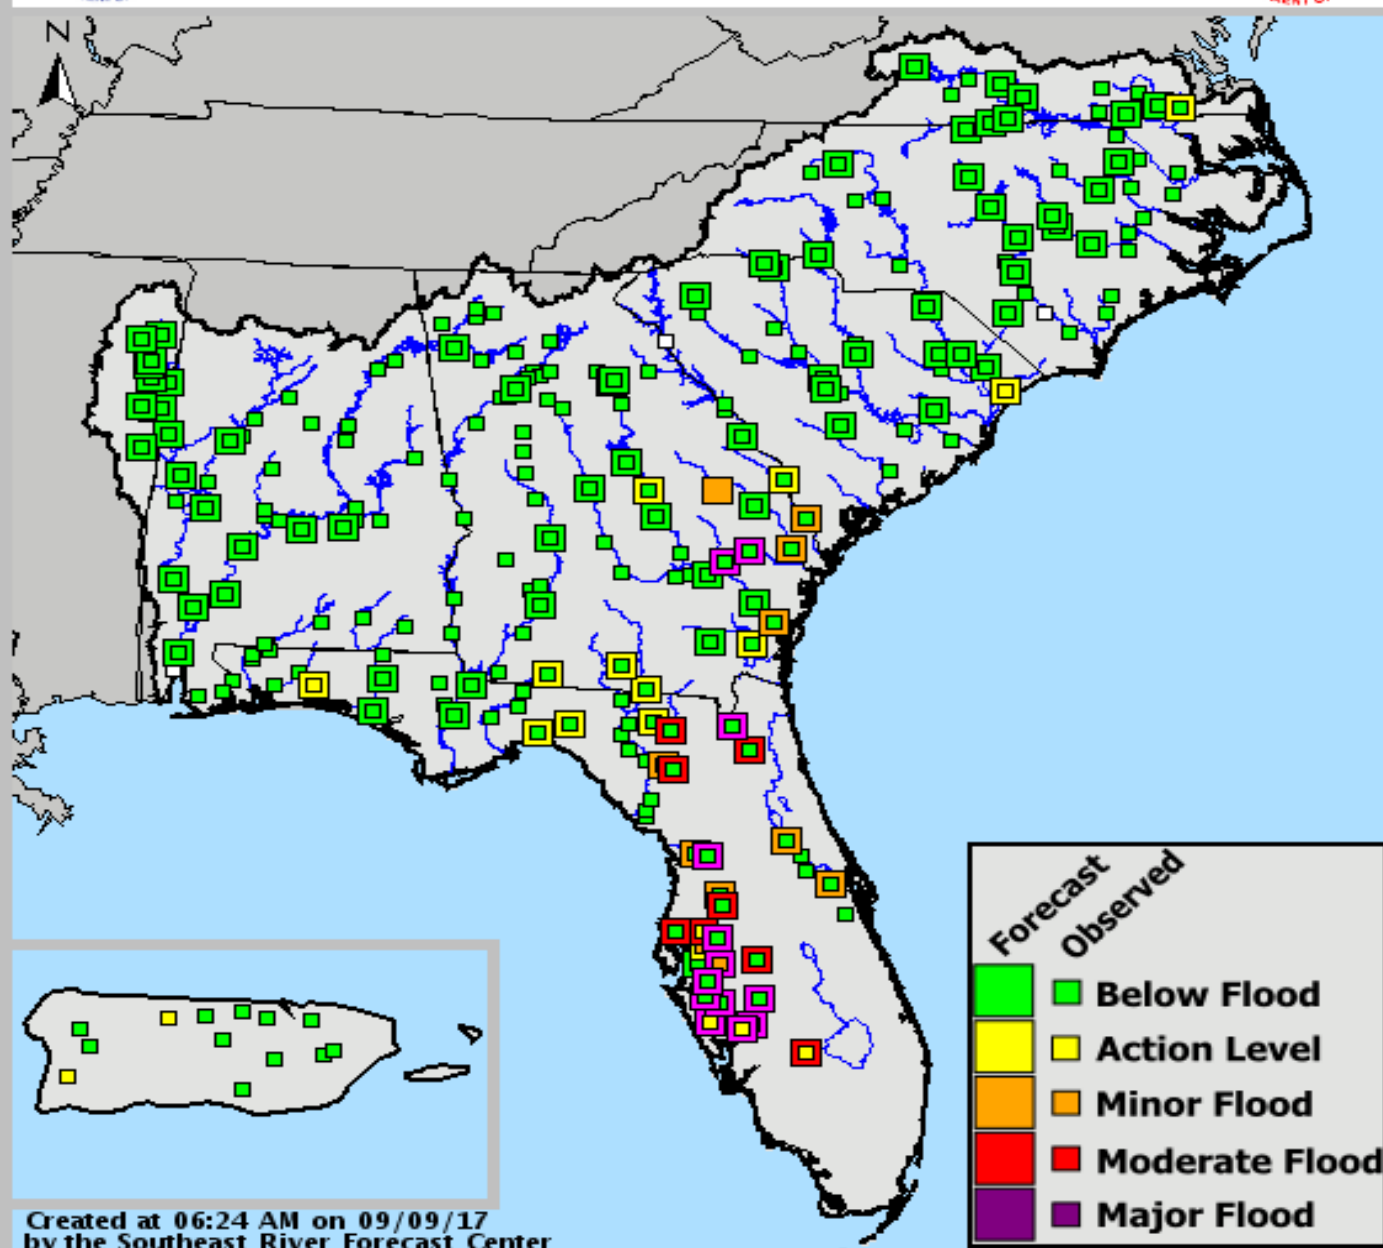 N
Forecast
Observed
Below Flood
Action Level
Minor Flood
Moderate Flood
Major Flood
Created at 06:24 AM on 09/09/17
by the Southeast River Forecast Center